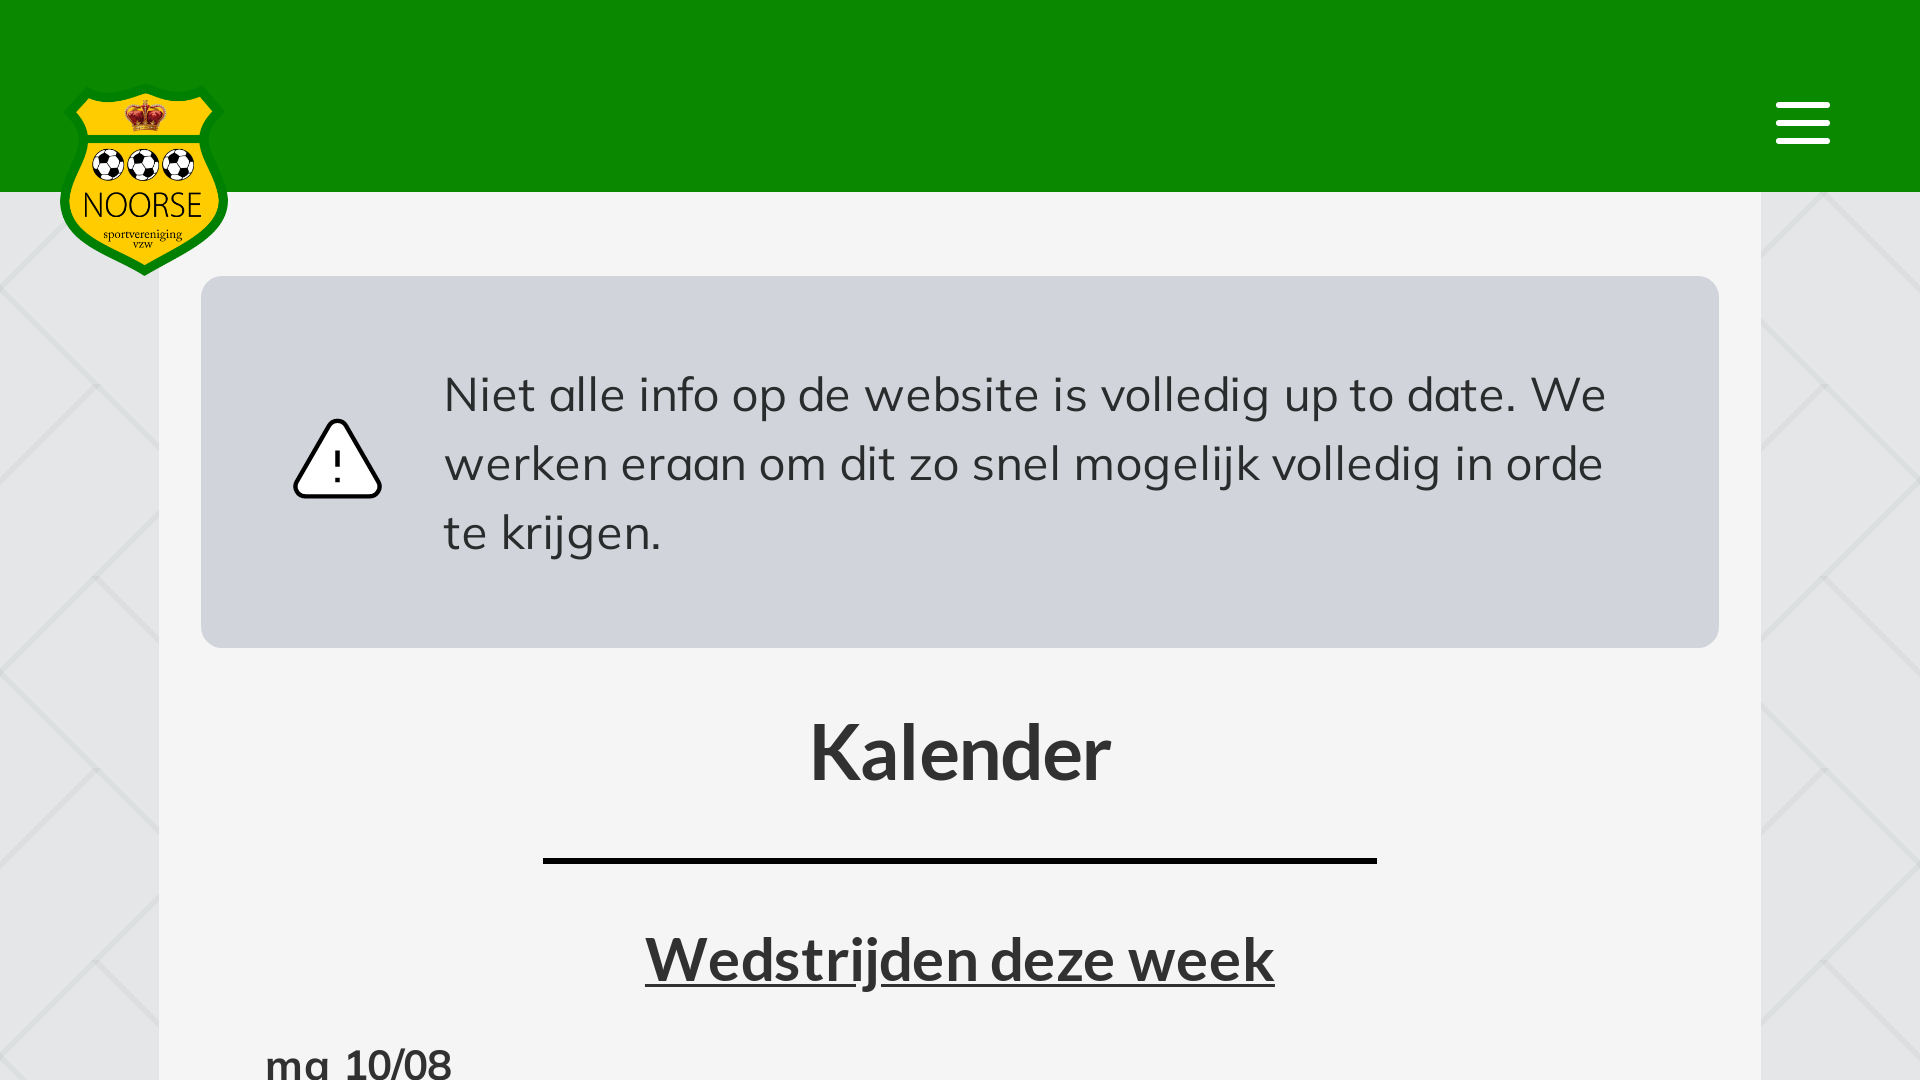 NOORSE
sportvereniging
vzw
Niet alle info op de website is volledig up to date. We
werken eraan om dit zo snel mogelijk volledig in orde
te krijgen.
Kalender
Wedstrijden deze week
ma 10/08